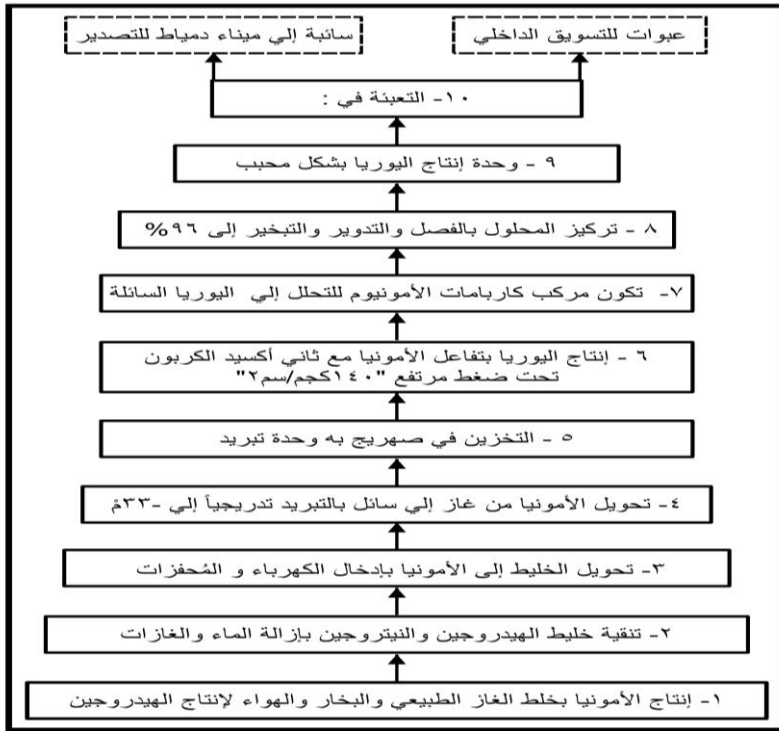 عبوات للتسويق الداخلي
سائبة إلي ميناء دمياط للتصدير
١٠- التعبئة في :
٩ - وحدة إنتاج اليوريا بشكل محبب
٨ - تركيز المحلول بالفصل والتدوير والتبخير إلى ٩٦%
٧- تكون مركب كاربامات الأمونيوم للتحلل إلي اليوريا السائلة
٦ - إنتاج اليوريا بتفاعل الأمونيا مع ثاني أكسيد الكربون
تحت ضغط مرتفع "١٤٠كجم/سم٢"
٥ - التخزين في صهريج به وحدة تبريد
٤- تحويل الأمونيا من غاز إلي سائل بالتبريد تدريجياً إلي -٣٣مْ
٣- تحويل الخليط إلى الأمونيا بإدخال الكهرباء و المُحفزات
٢- تنقية خليط الهيدروجين والنيتروجين بإزالة الماء والغازات
١- إنتاج الأمونيا بخلط الغاز الطبيعي والبخار والهواء لإنتاج الهيدروجين